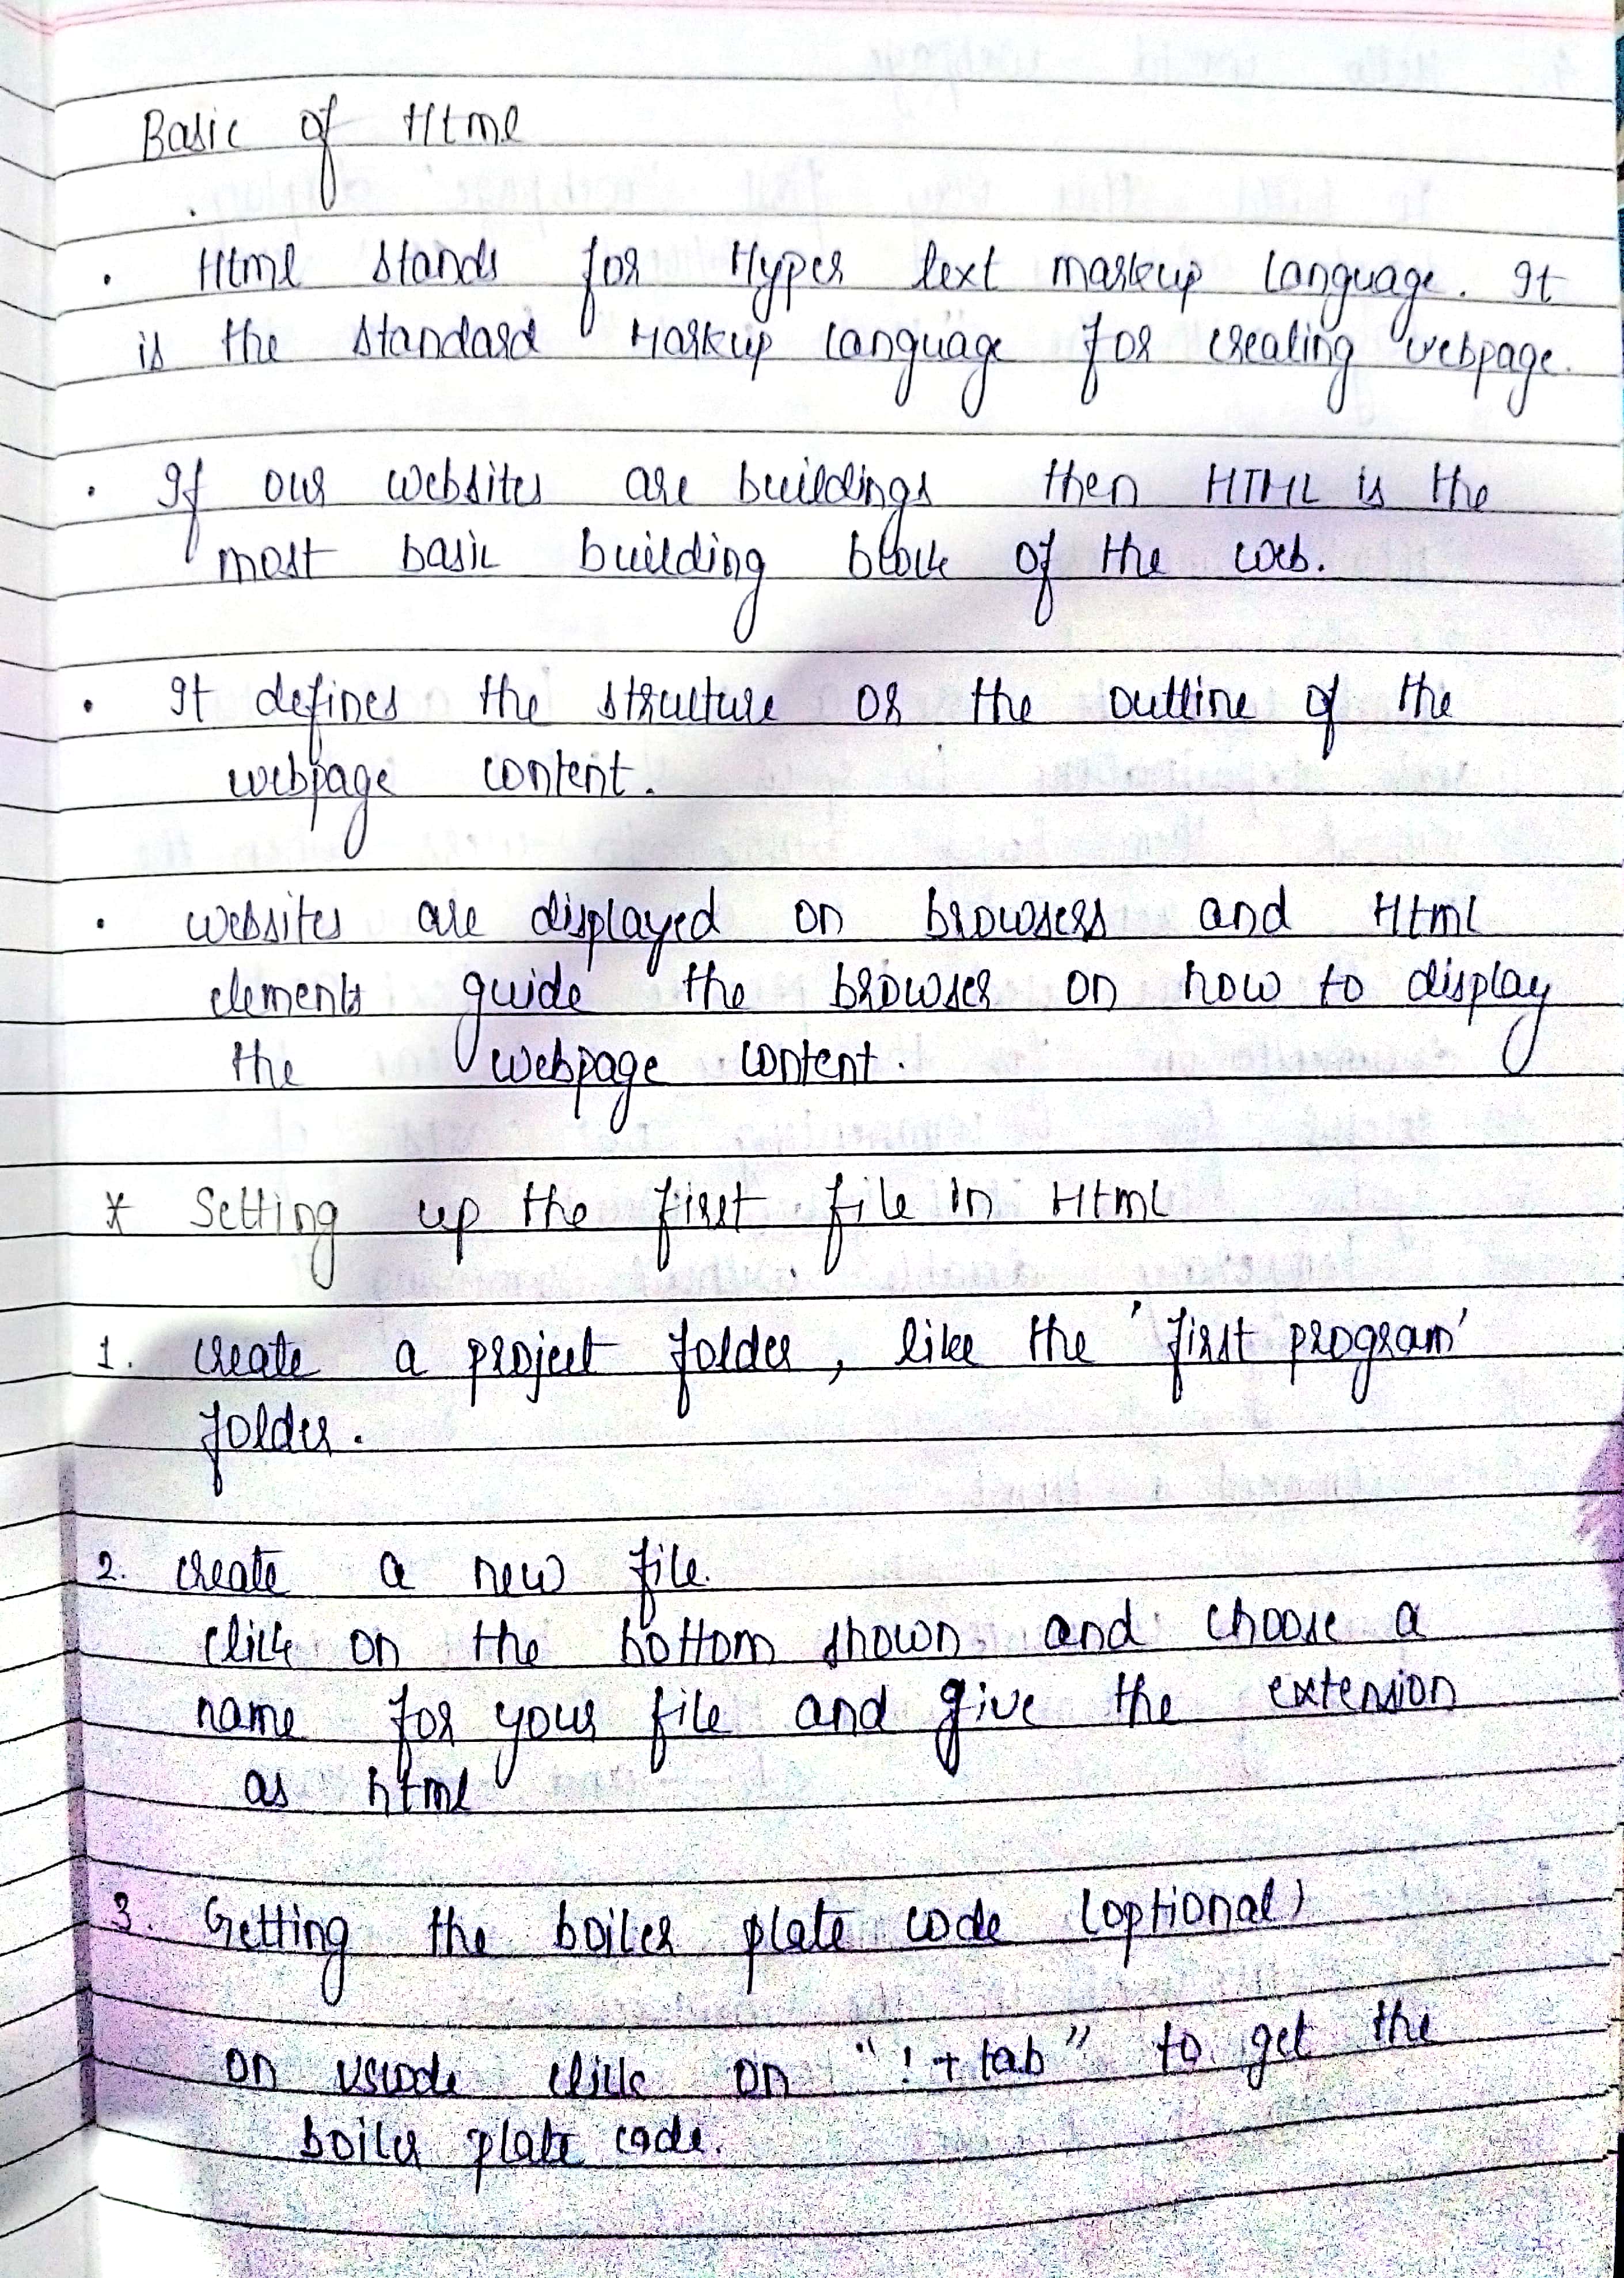 Basic of Html
. Html stands for Hyper text markup language. It
is the standard Markup language for creating webpage.
. If our websites are buildings then HTML is the
most basic building block of the web.
. It defines the structure or the outline of the
webpage content.
. websites are displayed on browsers and Html
elements guide the browser on how to display
the webpage content.
* Setting up the first file in Html
1. create a project folder, like the 'first program'
folder.
2. create a new file.
click on the bottom shown and choose a
name for your file and give the extension
as html
3. Getting the boiler plate code (optional)
on vscode click on "! + tab" to get the
boiler plate code.